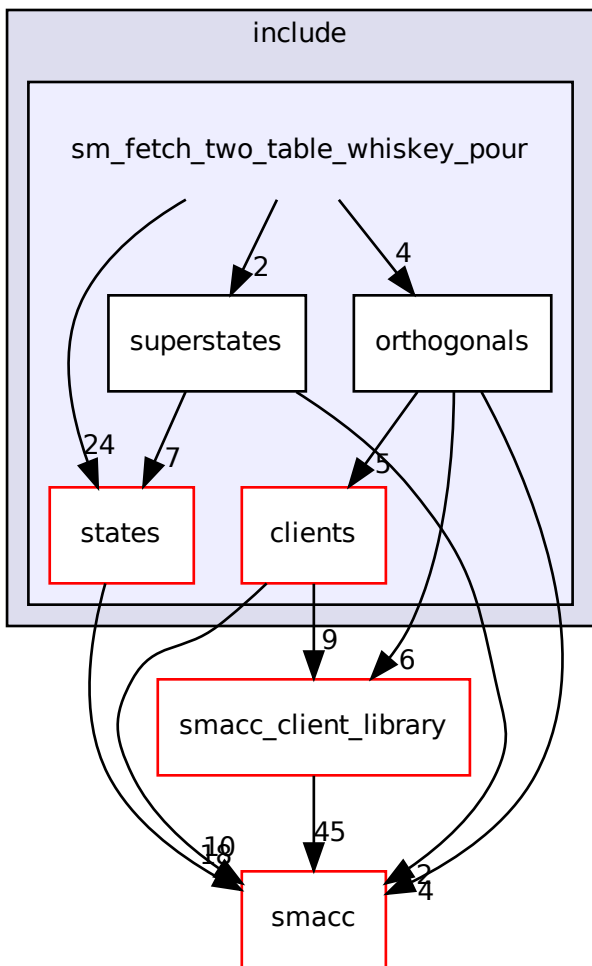 include
sm_fetch_two_table_whiskey_pour
2
4
superstates
orthogonals
24
7
5
states
clients
9
6
smacc_client_library
45
10
18
2
4
smacc